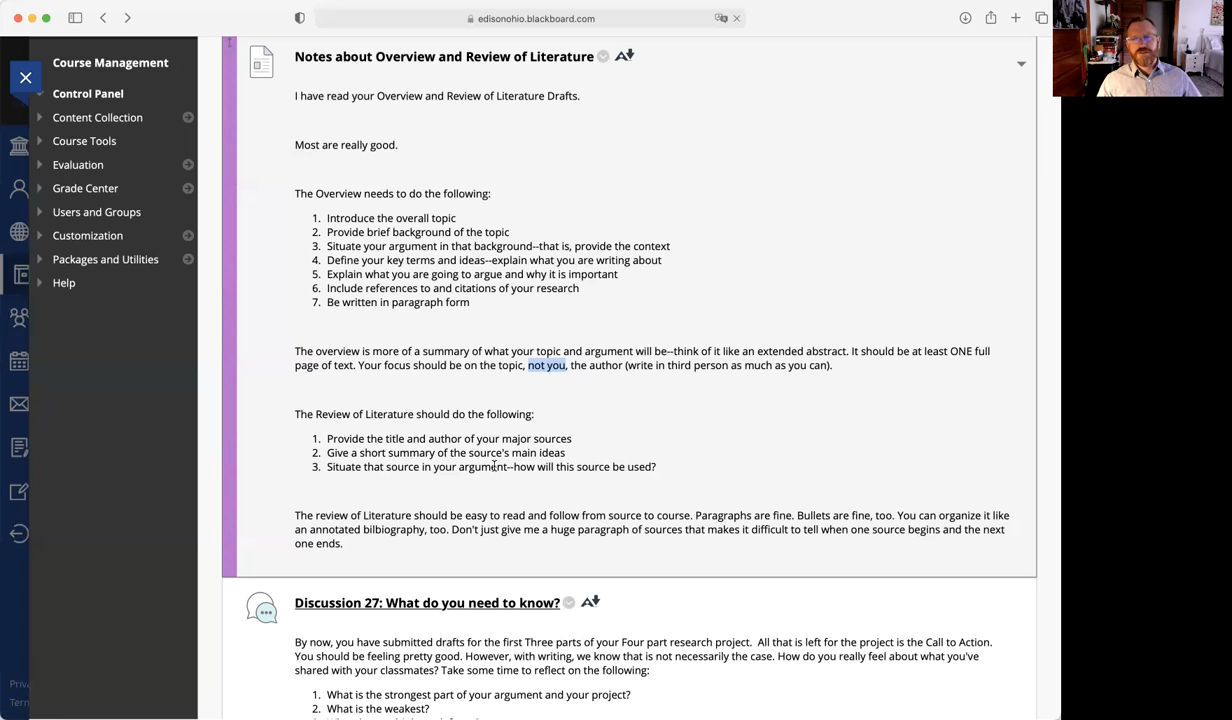 edisonohio.blackboard.com
Course Management
Control Panel
Content Collection
Course Tools
Evaluation
Grade Center
Users and Groups
Customization
Packages and Utilities
Help
Priva
Term
Notes about Overview and Review of Literature
I have read your Overview and Review of Literature Drafts.
Most are really good.
The Overview needs to do the following:
1. Introduce the overall topic
2. Provide brief background of the topic
3. Situate your argument in that background--that is, provide the context
4. Define your key terms and ideas--explain what you are writing about
5. Explain what you are going to argue and why it is important
6. Include references to and citations of your research
7. Be written in paragraph form
The overview is more of a summary of what your topic and argument will be--think of it like an extended abstract. It should be at least ONE full
page of text. Your focus should be on the topic, not you, the author (write in third person as much as you can).
The Review of Literature should do the following:
1. Provide the title and author of your major sources
2. Give a short summary of the source's main ideas
3. Situate that source in your argument--how will this source be used?
The review of Literature should be easy to read and follow from source to course. Paragraphs are fine. Bullets are fine, too. You can organize it like
an annotated bilbiography, too. Don't just give me a huge paragraph of sources that makes it difficult to tell when one source begins and the next
one ends.
Discussion 27: What do you need to know?
By now, you have submitted drafts for the first Three parts of your Four part research project. All that is left for the project is the Call to Action.
You should be feeling pretty good. However, with writing, we know that is not necessarily the case. How do you really feel about what you've
shared with your classmates? Take some time to reflect on the following:
1. What is the strongest part of your argument and your project?
2. What is the weakest?